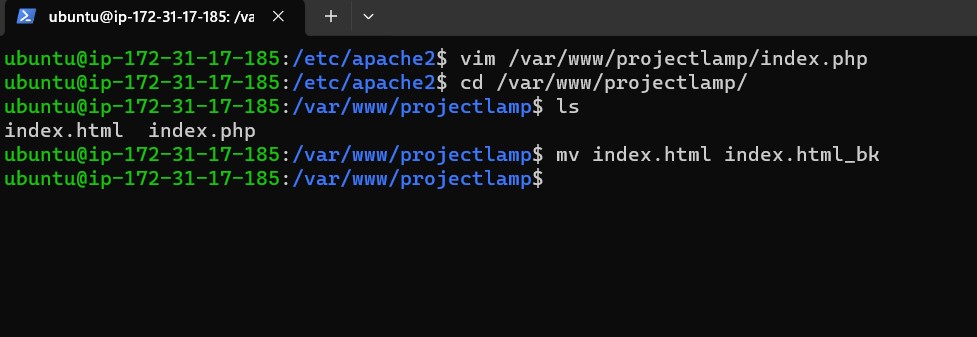 ubuntu@ip-172-31-17-185: /va
ubuntu@ip-172-31-17-185:/etc/apache2$ vim /var/www/projectlamp/index.php
ubuntu@ip-172-31-17-185:/etc/apache2$ cd /var/www/projectlamp/
ubuntu@ip-172-31-17-185:/var/www/projectlamp$ ls
index.html  index.php
ubuntu@ip-172-31-17-185:/var/www/projectlamp$ mv index.html index.html_bk
ubuntu@ip-172-31-17-185:/var/www/projectlamp$